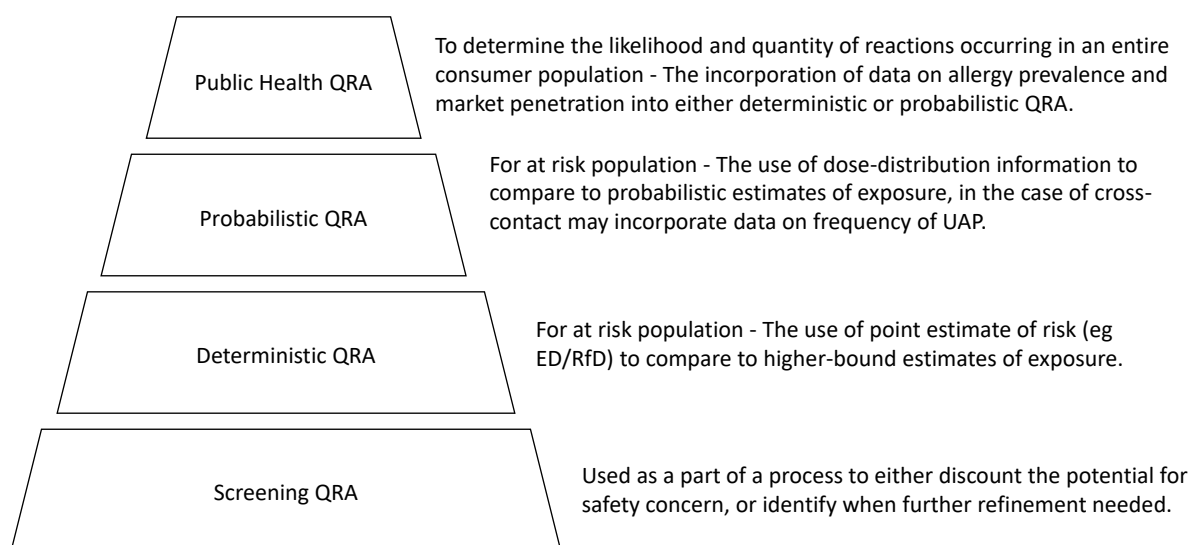 Public Health QRA
To determine the likelihood and quantity of reactions occurring in an entire
consumer population - The incorporation of data on allergy prevalence and
market penetration into either deterministic or probabilistic QRA.
Probabilistic QRA
For at risk population - The use of dose-distribution information to
compare to probabilistic estimates of exposure, in the case of cross-
contact may incorporate data on frequency of UAP.
Deterministic QRA
For at risk population - The use of point estimate of risk (eg
ED/RfD) to compare to higher-bound estimates of exposure.
Screening QRA
Used as a part of a process to either discount the potential for
safety concern, or identify when further refinement needed.